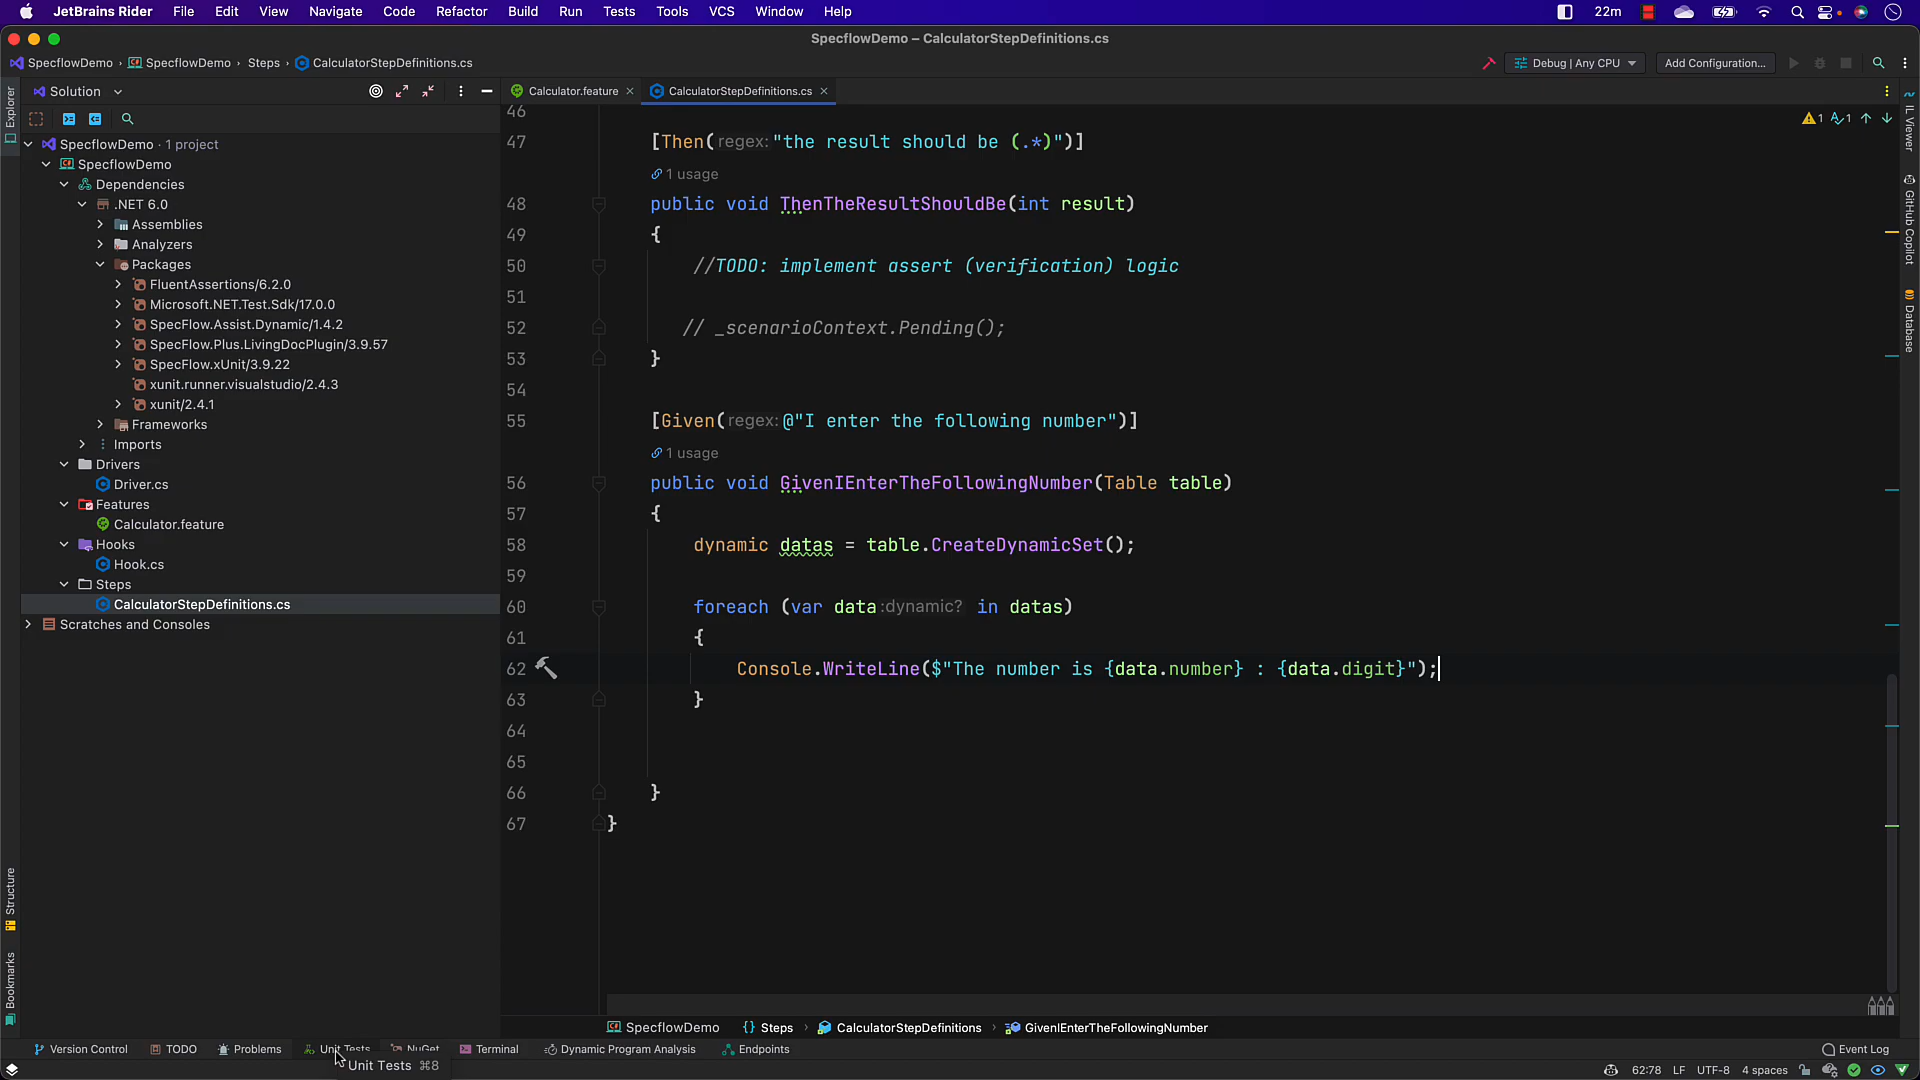 JetBrains Rider File Edit View Navigate Code Refactor Build Run Tests Tools VCS Window Help 22m
SpecflowDemo – CalculatorStepDefinitions.cs
SpecflowDemo › SpecflowDemo › Steps › CalculatorStepDefinitions.cs Debug | Any CPU Add Configuration...
Explorer
Solution
Calculator.feature
CalculatorStepDefinitions.cs
SpecflowDemo · 1 project
SpecflowDemo
Dependencies
.NET 6.0
Assemblies
Analyzers
Packages
FluentAssertions/6.2.0
Microsoft.NET.Test.Sdk/17.0.0
SpecFlow.Assist.Dynamic/1.4.2
SpecFlow.Plus.LivingDocPlugin/3.9.57
SpecFlow.xUnit/3.9.22
xunit.runner.visualstudio/2.4.3
xunit/2.4.1
Frameworks
Imports
Drivers
Driver.cs
Features
Calculator.feature
Hooks
Hook.cs
Steps
CalculatorStepDefinitions.cs
Scratches and Consoles
Structure
Bookmarks
46
47 [Then(regex:"the result should be (.*)")]
1 usage
48 public void ThenTheResultShouldBe(int result)
49 {
50 //TODO: implement assert (verification) logic
51
52 // _scenarioContext.Pending();
53 }
54
55 [Given(regex:@"I enter the following number")]
1 usage
56 public void GivenIEnterTheFollowingNumber(Table table)
57 {
58 dynamic datas = table.CreateDynamicSet();
59
60 foreach (var data:dynamic? in datas)
61 {
62 Console.WriteLine($"The number is {data.number} : {data.digit}");
63 }
64
65
66 }
67 }
1 1
IL Viewer
GitHub Copilot
Database
SpecflowDemo {} Steps › CalculatorStepDefinitions › GivenIEnterTheFollowingNumber
Version Control TODO Problems Unit Tests NuGet Terminal Dynamic Program Analysis Endpoints Event Log
Unit Tests ⌘8
62:78 LF UTF-8 4 spaces